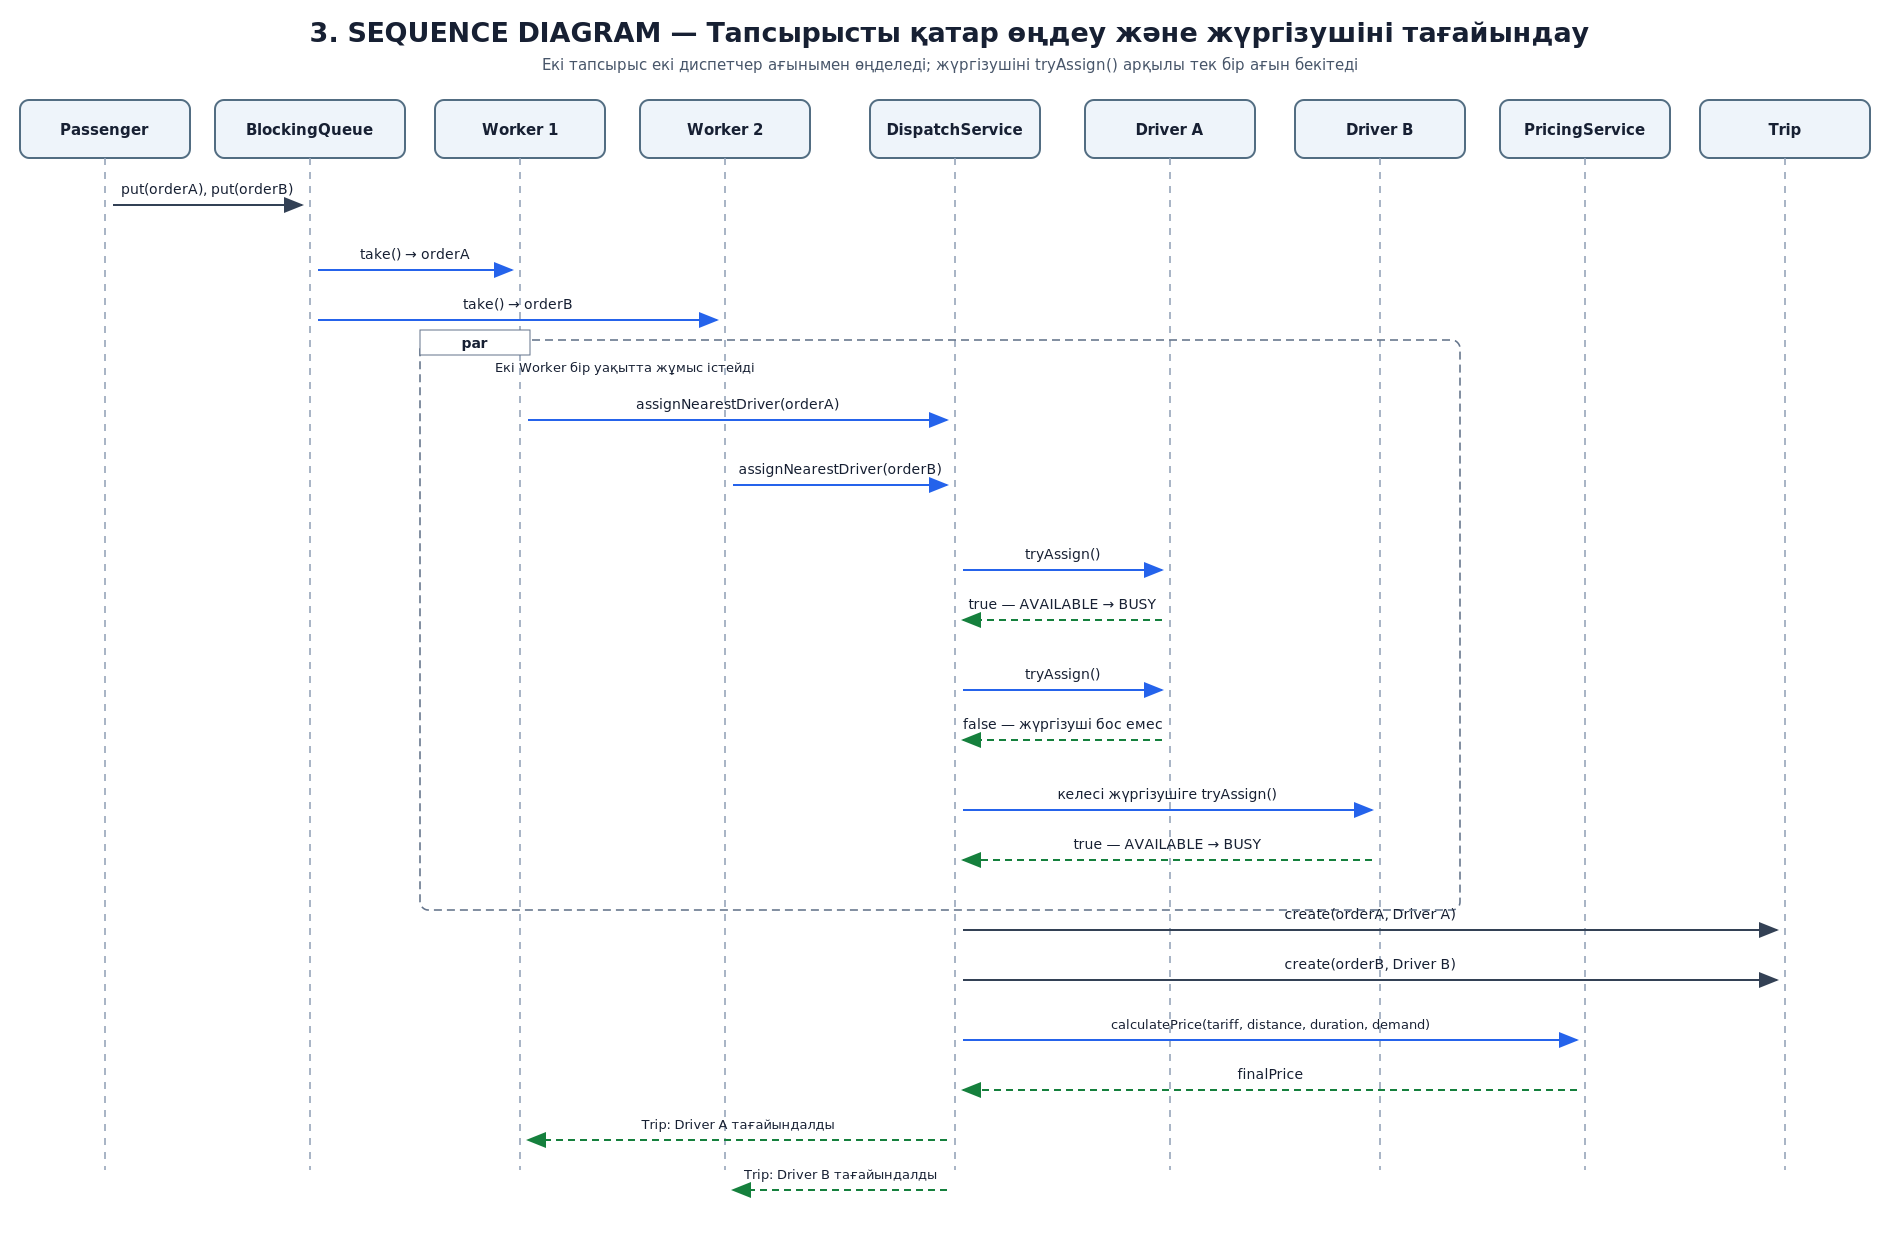 3. SEQUENCE DIAGRAM — Тапсырысты қатар өңдеу және жүргізушіні тағайындау
Екі тапсырыс екі диспетчер ағынымен өңделеді; жүргізушіні tryAssign() арқылы тек бір ағын бекітеді
Passenger
BlockingQueue
Worker 1
Worker 2
DispatchService
Driver A
Driver B
PricingService
Trip
put(orderA), put(orderB)
take() → orderA
take() → orderB
par
Екі Worker бір уақытта жұмыс істейді
assignNearestDriver(orderA)
assignNearestDriver(orderB)
tryAssign()
true — AVAILABLE → BUSY
tryAssign()
false — жүргізуші бос емес
келесі жүргізушіге tryAssign()
true — AVAILABLE → BUSY
create(orderA, Driver A)
create(orderB, Driver B)
calculatePrice(tariff, distance, duration, demand)
finalPrice
Trip: Driver A тағайындалды
Trip: Driver B тағайындалды